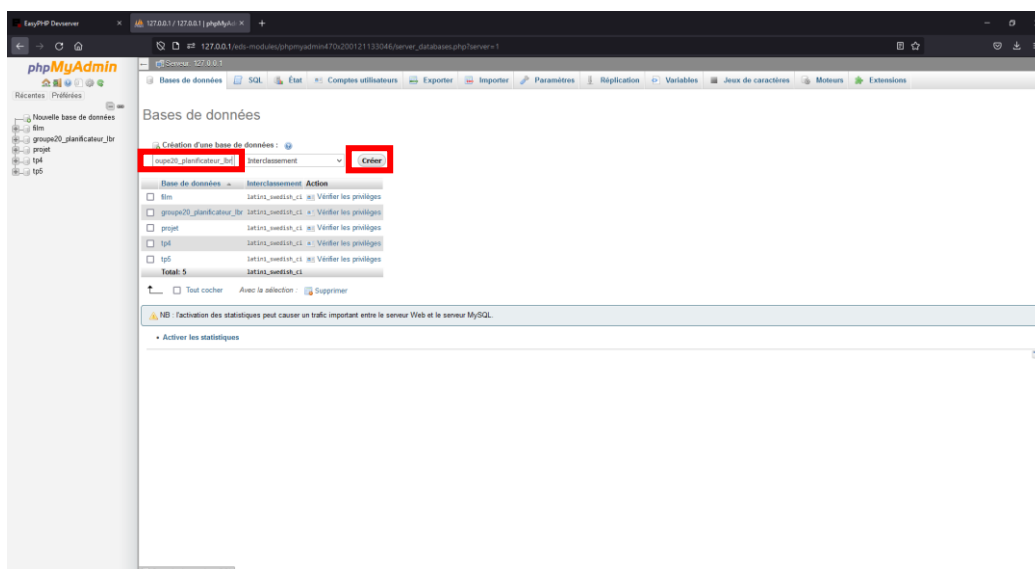 EasyPHP Devserver
127.0.0.1 / 127.0.0.1 | phpMyAd
127.0.0.1/eds-modules/phpmyadmin470x200121133046/server_databases.php?server=1
phpMyAdmin
Récentes Préférées
Nouvelle base de données
film
groupe20_planificateur_lbr
projet
tp4
tp5
Serveur: 127.0.0.1
Bases de données SQL État Comptes utilisateurs Exporter Importer Paramètres Réplication Variables Jeux de caractères Moteurs Extensions
Bases de données
Création d'une base de données :
oupe20_planificateur_lbr Interclassement Créer
Base de données Interclassement Action
film latin1_swedish_ci Vérifier les privilèges
groupe20_planificateur_lbr latin1_swedish_ci Vérifier les privilèges
projet latin1_swedish_ci Vérifier les privilèges
tp4 latin1_swedish_ci Vérifier les privilèges
tp5 latin1_swedish_ci Vérifier les privilèges
Total: 5 latin1_swedish_ci
Tout cocher Avec la sélection : Supprimer
NB : l'activation des statistiques peut causer un trafic important entre le serveur Web et le serveur MySQL.
Activer les statistiques